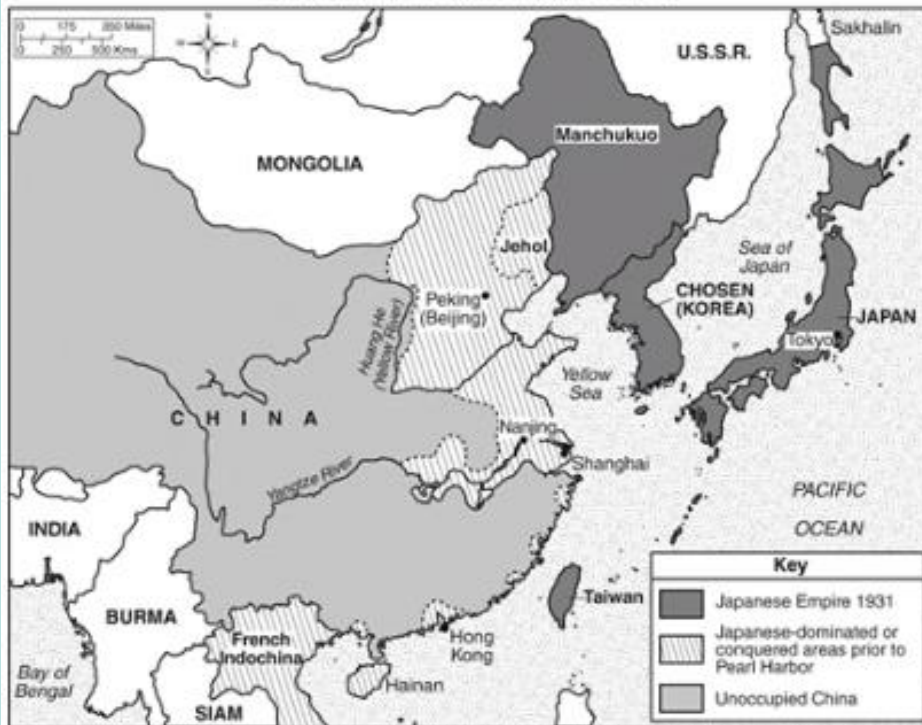 0 175 350 Miles
0 250 500 Kms
N
W E
S
Sakhalin
U.S.S.R.
Manchukuo
MONGOLIA
Sea of
Japan
Jehol
Peking
(Beijing)
CHOSEN
(KOREA)
JAPAN
Tokyo
Huang He
(Yellow River)
Yellow
Sea
CHINA
Nanjing
Shanghai
Yangtze River
PACIFIC
OCEAN
INDIA
BURMA
Taiwan
French
Indochina
Hong
Kong
Bay of
Bengal
Hainan
SIAM
Key
Japanese Empire 1931
Japanese-dominated or
conquered areas prior to
Pearl Harbor
Unoccupied China